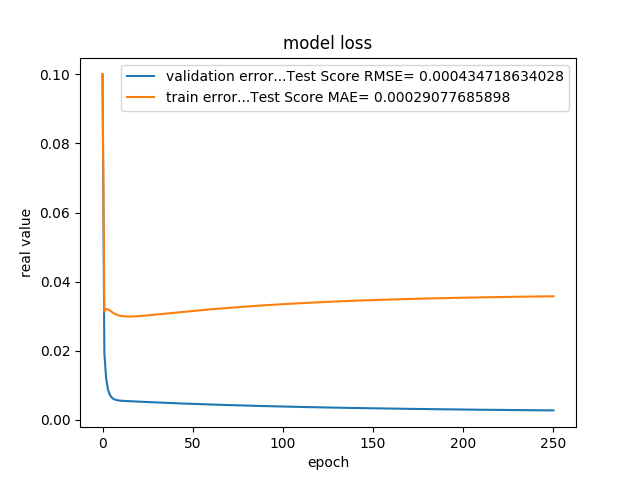 model loss
validation error...Test Score RMSE= 0.000434718634028
train error...Test Score MAE= 0.00029077685898
real value
0.10
0.08
0.06
0.04
0.02
0.00
0 50 100 150 200 250
epoch